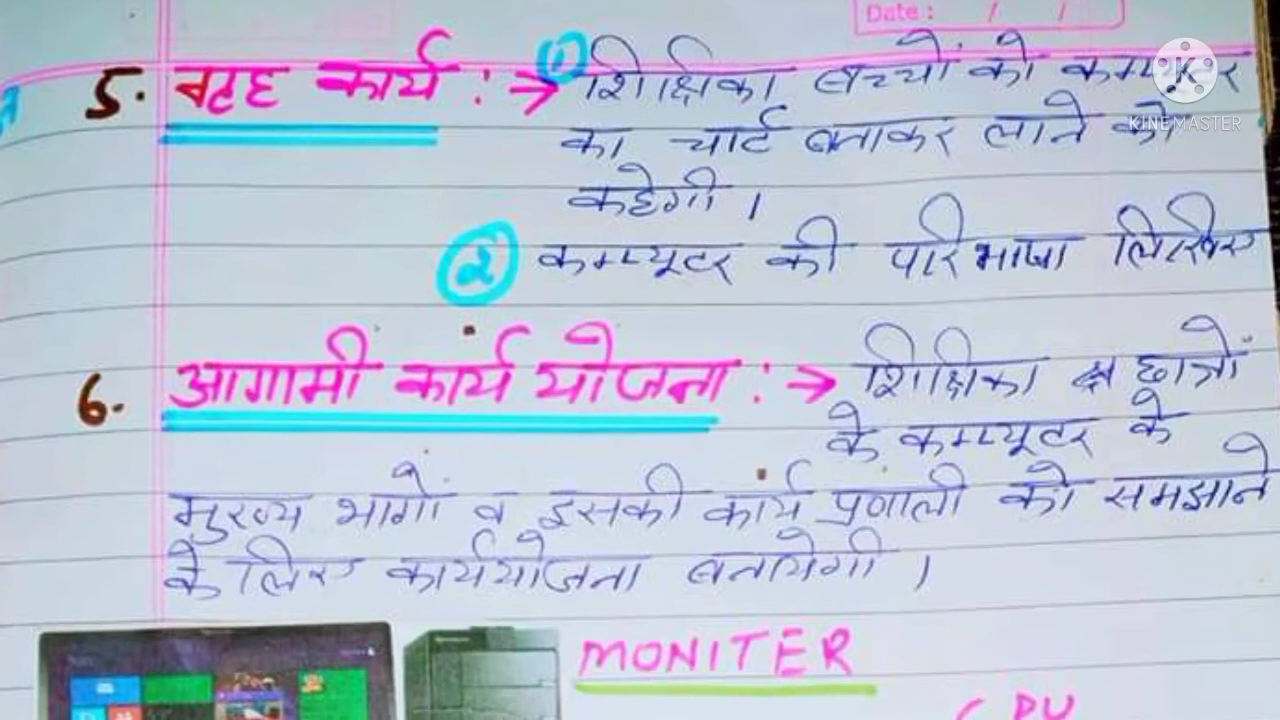 Date : / /
5. गृह कार्य : → ① शिक्षिका बच्चों को कम्प्यूटर
का चार्ट बनाकर लाने को
कहेगी ।
② कम्प्यूटर की परिभाषा लिखिए
6. आगामी कार्य योजना : → शिक्षिका छात्रों
के कम्प्यूटर के
मुख्य भागो व इसकी कार्य प्रणाली को समझाने
के लिए कार्ययोजना बनायेगी ।
MONITER
CPU
K
KINEMASTER